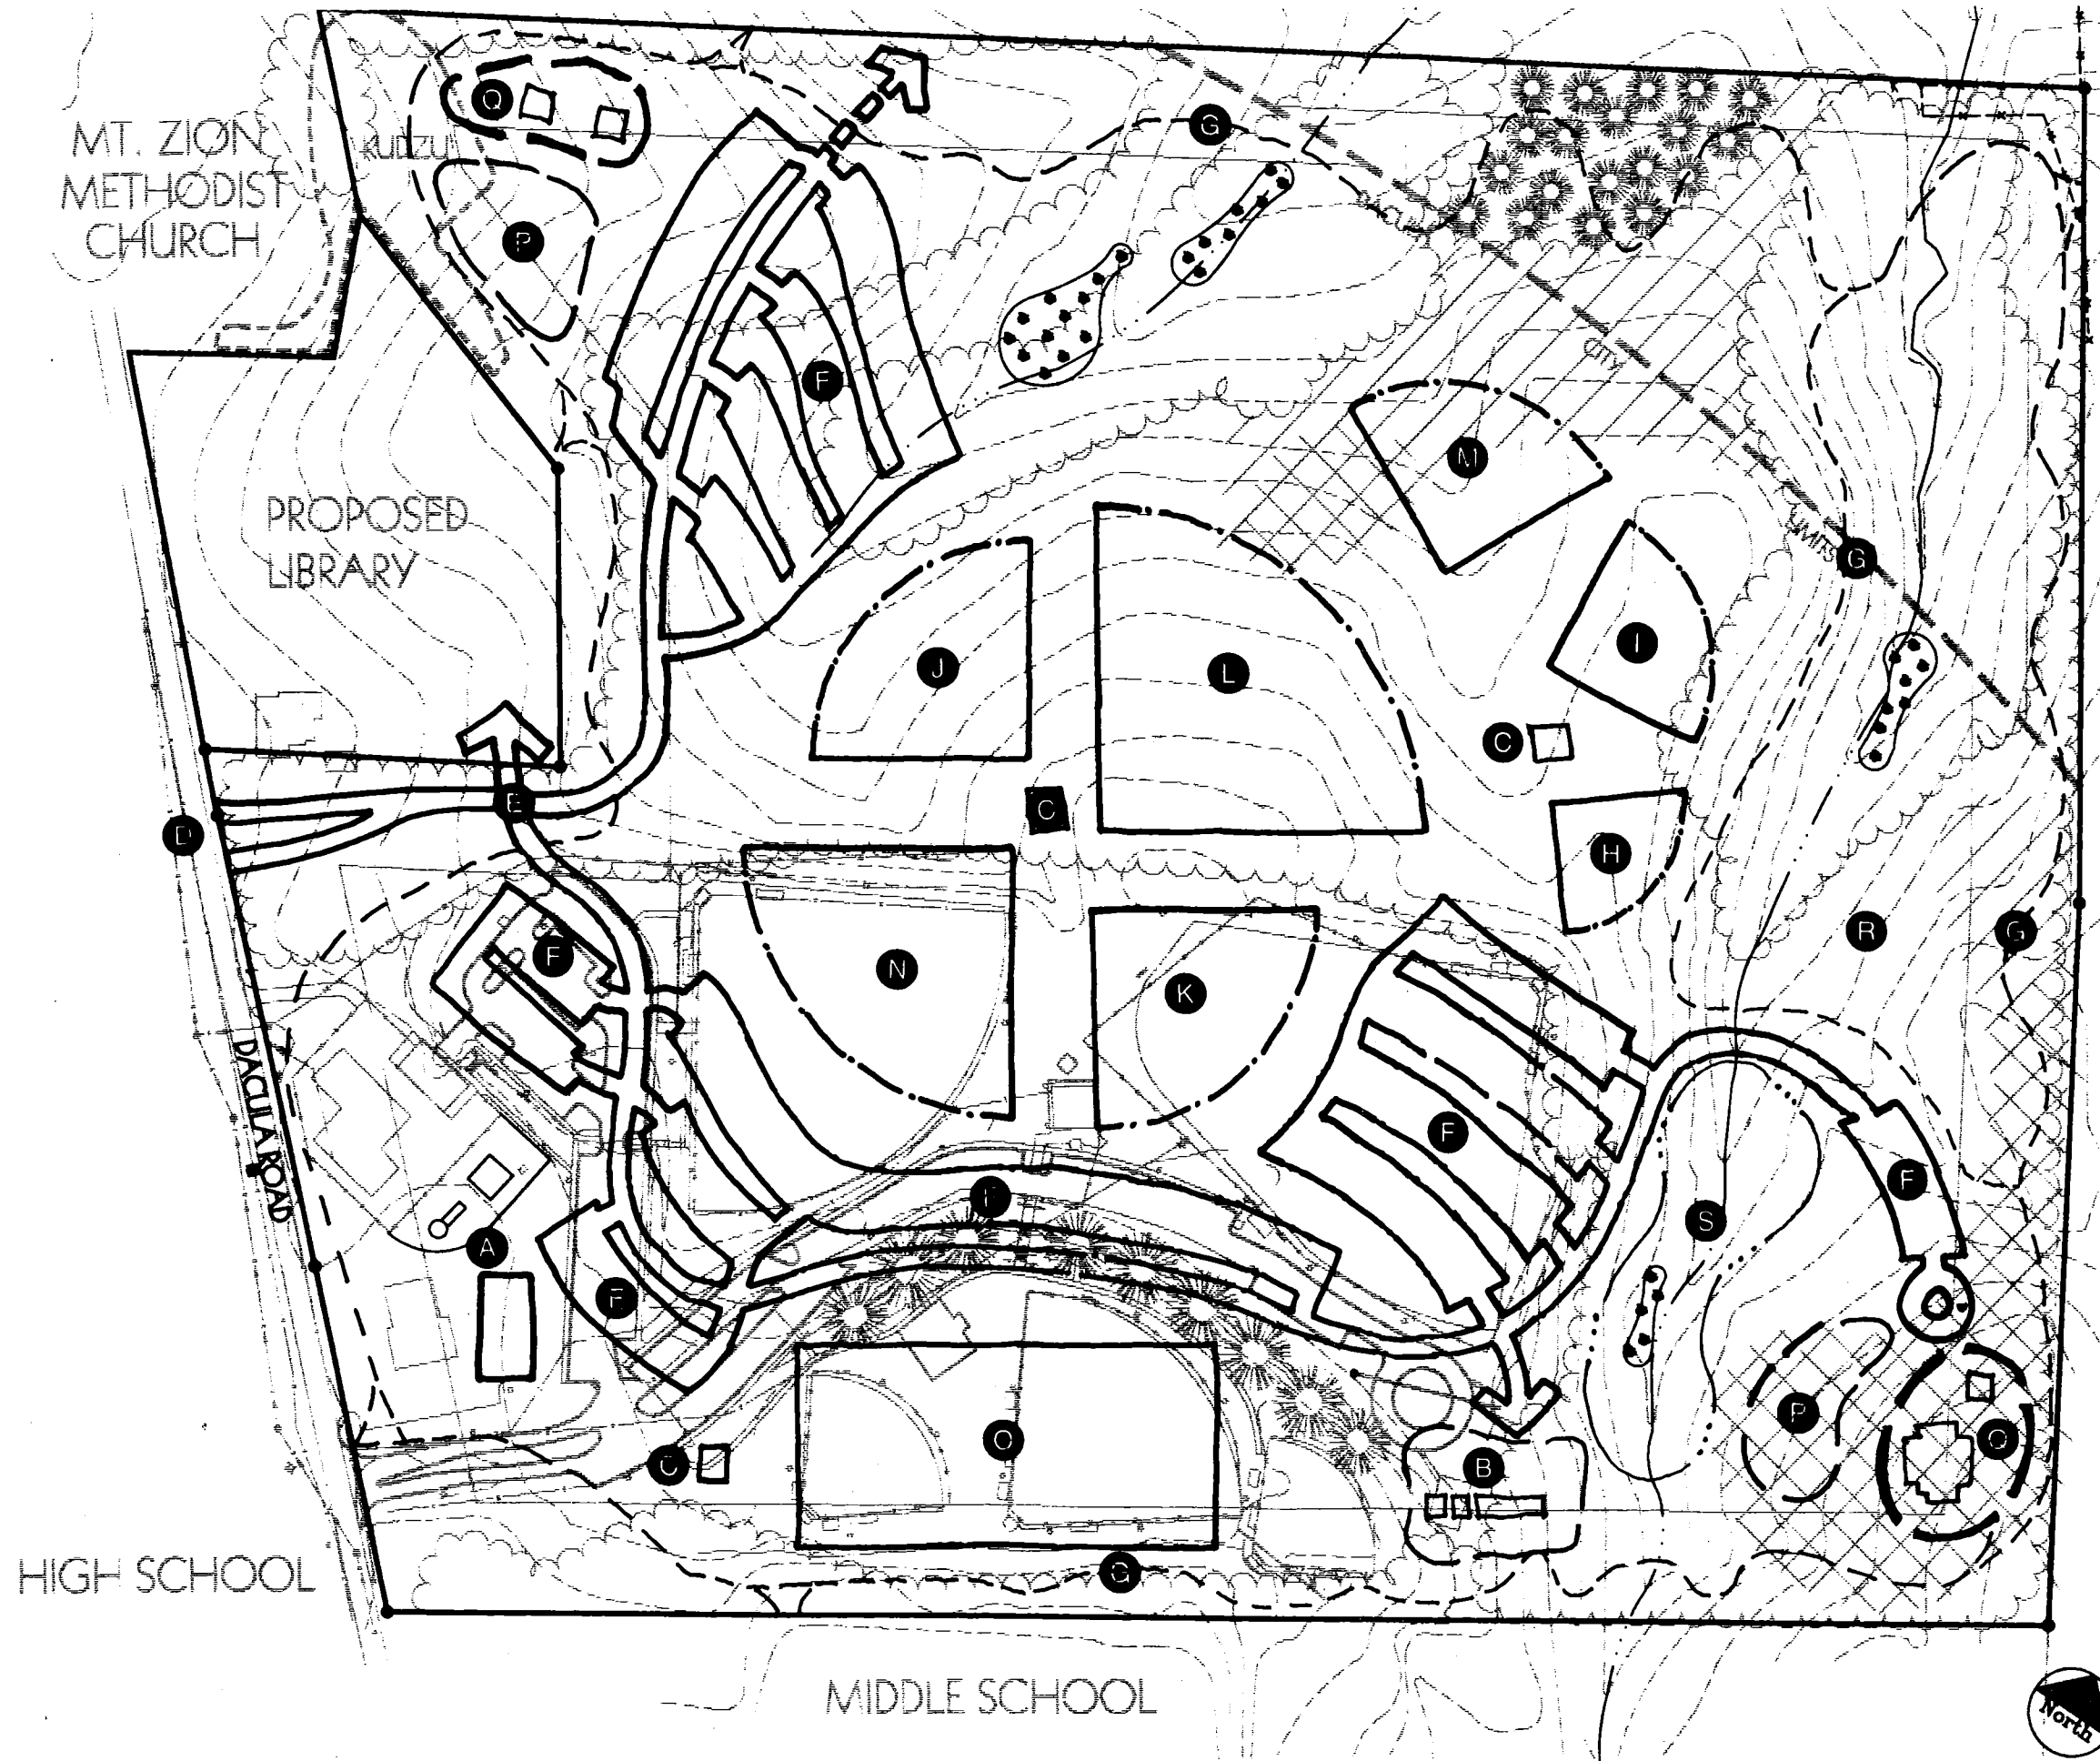 Q
G
MT. ZION
METHODIST
CHURCH
KUDZU
P
CITY
F
M
PROPOSED
LIBRARY
LIMITS
G
J
L
I
C
E
C
D
H
F
N
K
R
G
DACULA ROAD
F
F
F
S
A
F
C
O
B
P
Q
G
HIGH SCHOOL
MIDDLE SCHOOL
North